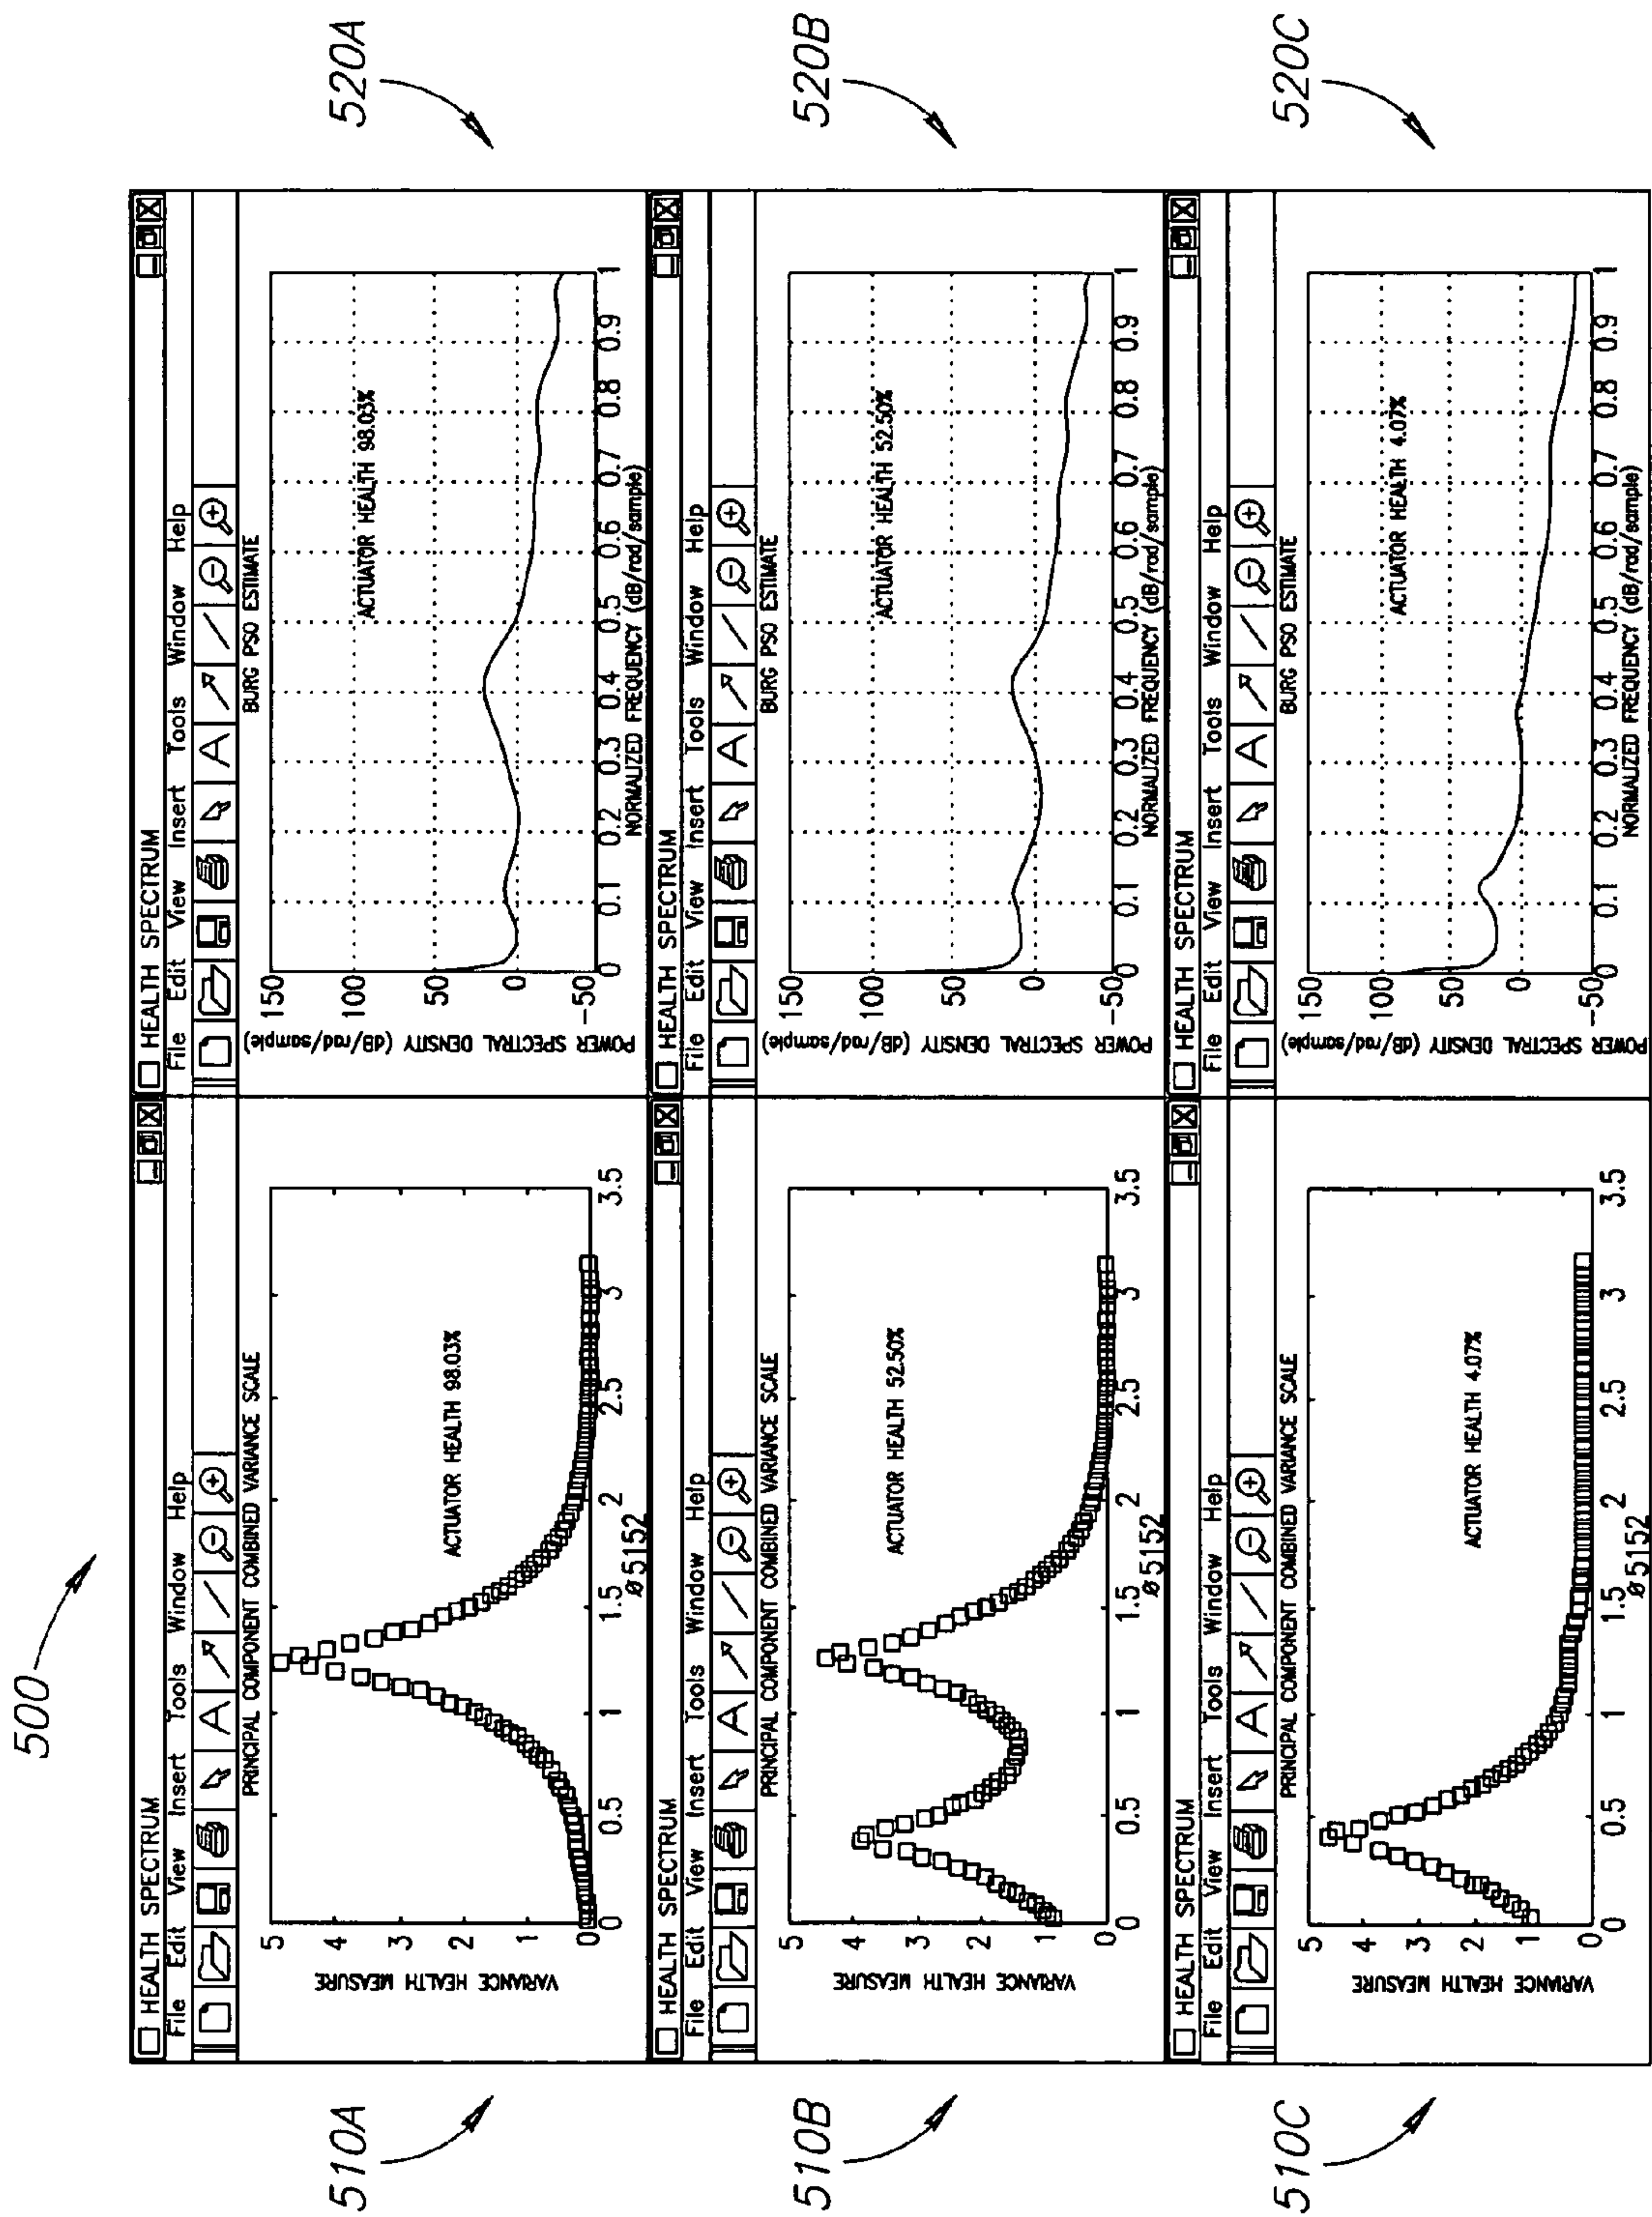 500
510A
HEALTH SPECTRUM
File Edit View Insert Tools Window Help
PRINCIPAL COMPONENT COMBINED VARIANCE SCALE
VARIANCE HEALTH MEASURE
5
4
3
2
1
0
ACTUATOR HEALTH 98.03%
0 0.5 1 1.5 2 2.5 3 3.5
ø5152
520A
HEALTH SPECTRUM
File Edit View Insert Tools Window Help
BURG PSO ESTIMATE
POWER SPECTRAL DENSITY (dB/rad/sample)
150
100
50
0
-50
ACTUATOR HEALTH 98.03%
0 0.1 0.2 0.3 0.4 0.5 0.6 0.7 0.8 0.9 1
NORMALIZED FREQUENCY (dB/rad/sample)
510B
HEALTH SPECTRUM
File Edit View Insert Tools Window Help
PRINCIPAL COMPONENT COMBINED VARIANCE SCALE
VARIANCE HEALTH MEASURE
5
4
3
2
1
0
ACTUATOR HEALTH 52.50%
0 0.5 1 1.5 2 2.5 3 3.5
ø5152
520B
HEALTH SPECTRUM
File Edit View Insert Tools Window Help
BURG PSO ESTIMATE
POWER SPECTRAL DENSITY (dB/rad/sample)
150
100
50
0
-50
ACTUATOR HEALTH 52.50%
0 0.1 0.2 0.3 0.4 0.5 0.6 0.7 0.8 0.9 1
NORMALIZED FREQUENCY (dB/rad/sample)
510C
HEALTH SPECTRUM
File Edit View Insert Tools Window Help
PRINCIPAL COMPONENT COMBINED VARIANCE SCALE
VARIANCE HEALTH MEASURE
5
4
3
2
1
0
ACTUATOR HEALTH 4.07%
0 0.5 1 1.5 2 2.5 3 3.5
ø5152
520C
HEALTH SPECTRUM
File Edit View Insert Tools Window Help
BURG PSO ESTIMATE
POWER SPECTRAL DENSITY (dB/rad/sample)
150
100
50
0
-50
ACTUATOR HEALTH 4.07%
0 0.1 0.2 0.3 0.4 0.5 0.6 0.7 0.8 0.9 1
NORMALIZED FREQUENCY (dB/rad/sample)